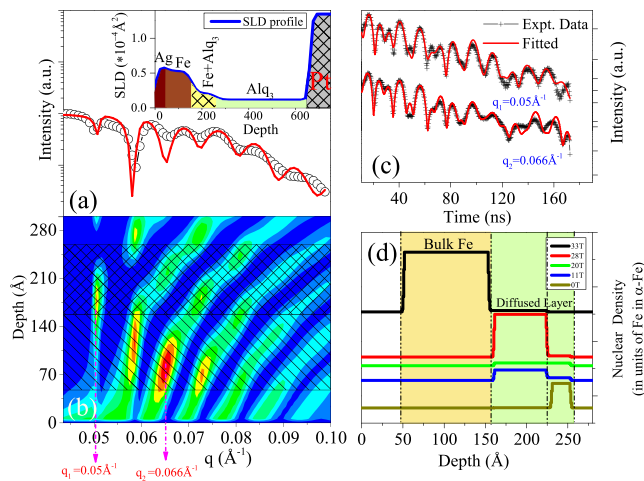 SLD profile
SLD (*10⁻⁴ Å²)
3.0
1.5
0.0
Ag
Fe
Fe+Alq₃
Alq₃
Pt
0
200
400
600
Depth
Intensity (a.u.)
(a)
Depth (Å)
280
210
140
70
0
(b)
0.05
0.06
0.07
0.08
0.09
0.10
q (Å⁻¹)
q₁=0.05Å⁻¹
q₂=0.066Å⁻¹
Expt. Data
Fitted
q₁=0.05Å⁻¹
q₂=0.066Å⁻¹
(c)
Intensity (a.u.)
40
80
120
160
Time (ns)
(d)
33T
28T
20T
11T
0T
Bulk Fe
Diffused Layer
Nuclear Density
(in units of Fe in α-Fe)
0
50
100
150
200
250
Depth (Å)